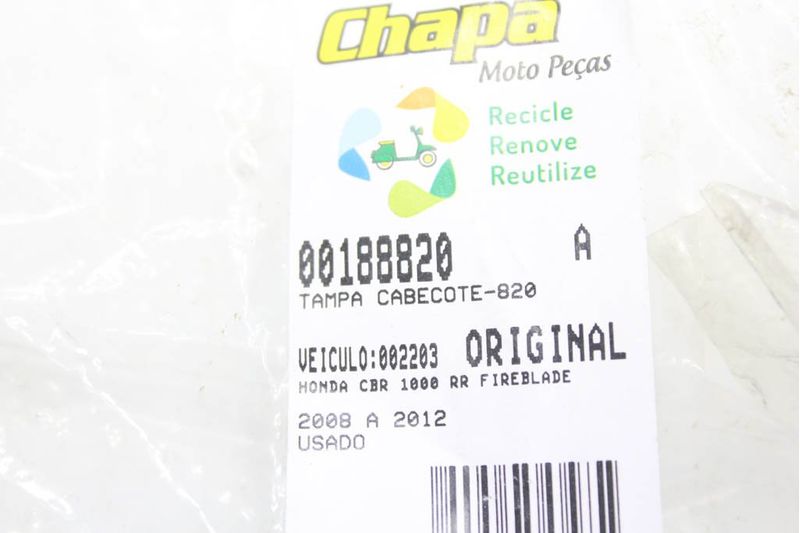 Chapa
Moto Peças
Recicle
Renove
Reutilize
00188820 A
TAMPA CABECOTE-820
VEICULO:002203 ORIGINAL
HONDA CBR 1000 RR FIREBLADE
2008 A 2012
USADO